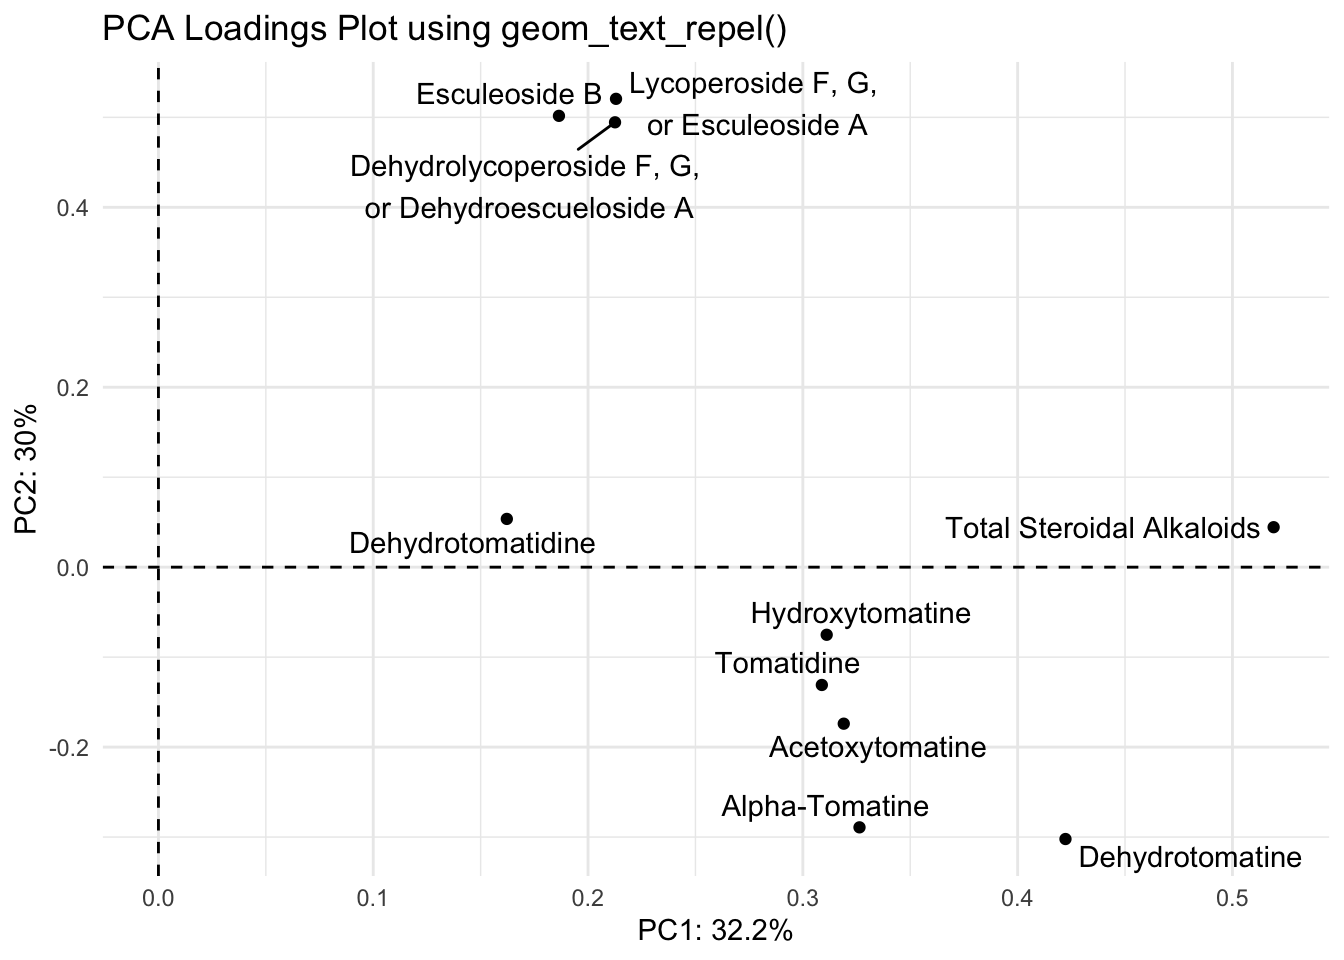 PCA Loadings Plot using geom_text_repel()
Lycoperoside F, G,
or Esculeoside A
Esculeoside B
Dehydrolycoperoside F, G,
or Dehydroescueloside A
Dehydrotomatidine
Total Steroidal Alkaloids
Hydroxytomatine
Tomatidine
Acetoxytomatine
Alpha-Tomatine
Dehydrotomatine
PC2: 30%
0.4
0.2
0.0
-0.2
0.0 0.1 0.2 0.3 0.4 0.5
PC1: 32.2%